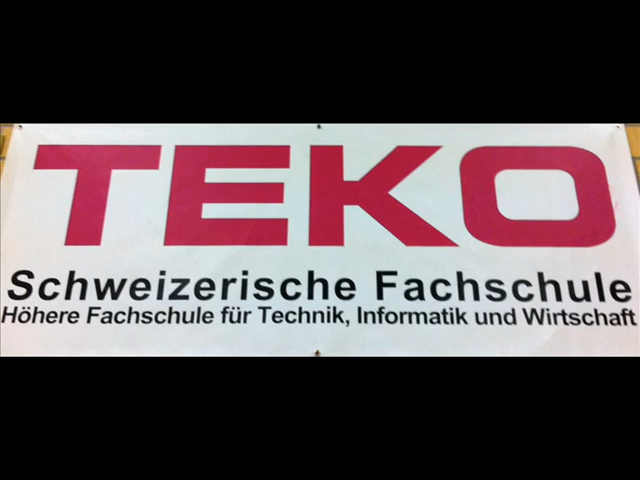 TEKO
Schweizerische Fachschule
Höhere Fachschule für Technik, Informatik und Wirtschaft